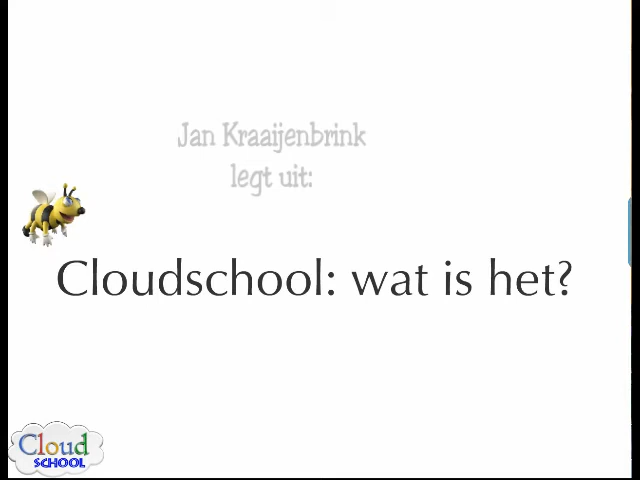 Jan Kraaijenbrink
legt uit:
Cloudschool: wat is het?
Cloud
SCHOOL